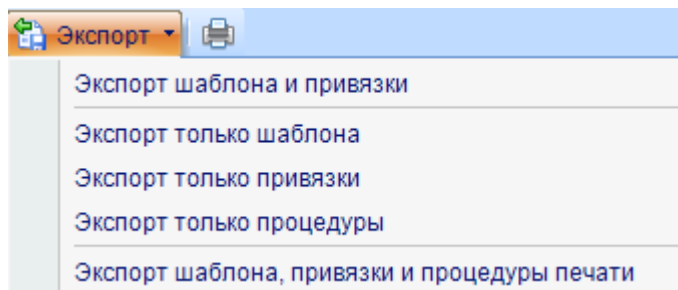 Экспорт
Экспорт шаблона и привязки
Экспорт только шаблона
Экспорт только привязки
Экспорт только процедуры
Экспорт шаблона, привязки и процедуры печати